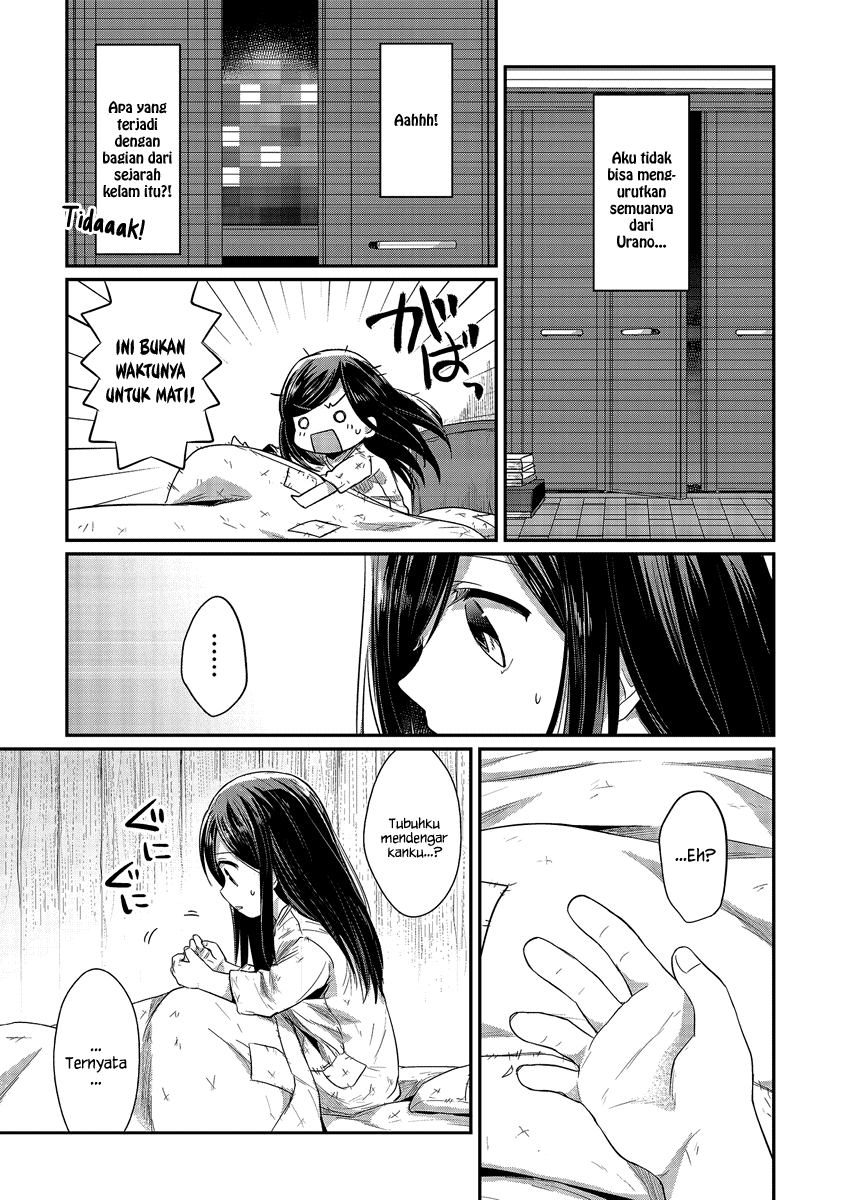 Aku tidak
bisa meng-
urutkan
semuanya
dari
Urano...
Aahhh!
Apa yang
terjadi
dengan
bagian dari
sejarah
kelam itu?!
Tidaaak!
がばっ
INI BUKAN
WAKTUNYA
UNTUK MATI!
......
...Eh?
Tubuhku
mendengar
kanku...?
ぐに
ぐに
...
Ternyata
...